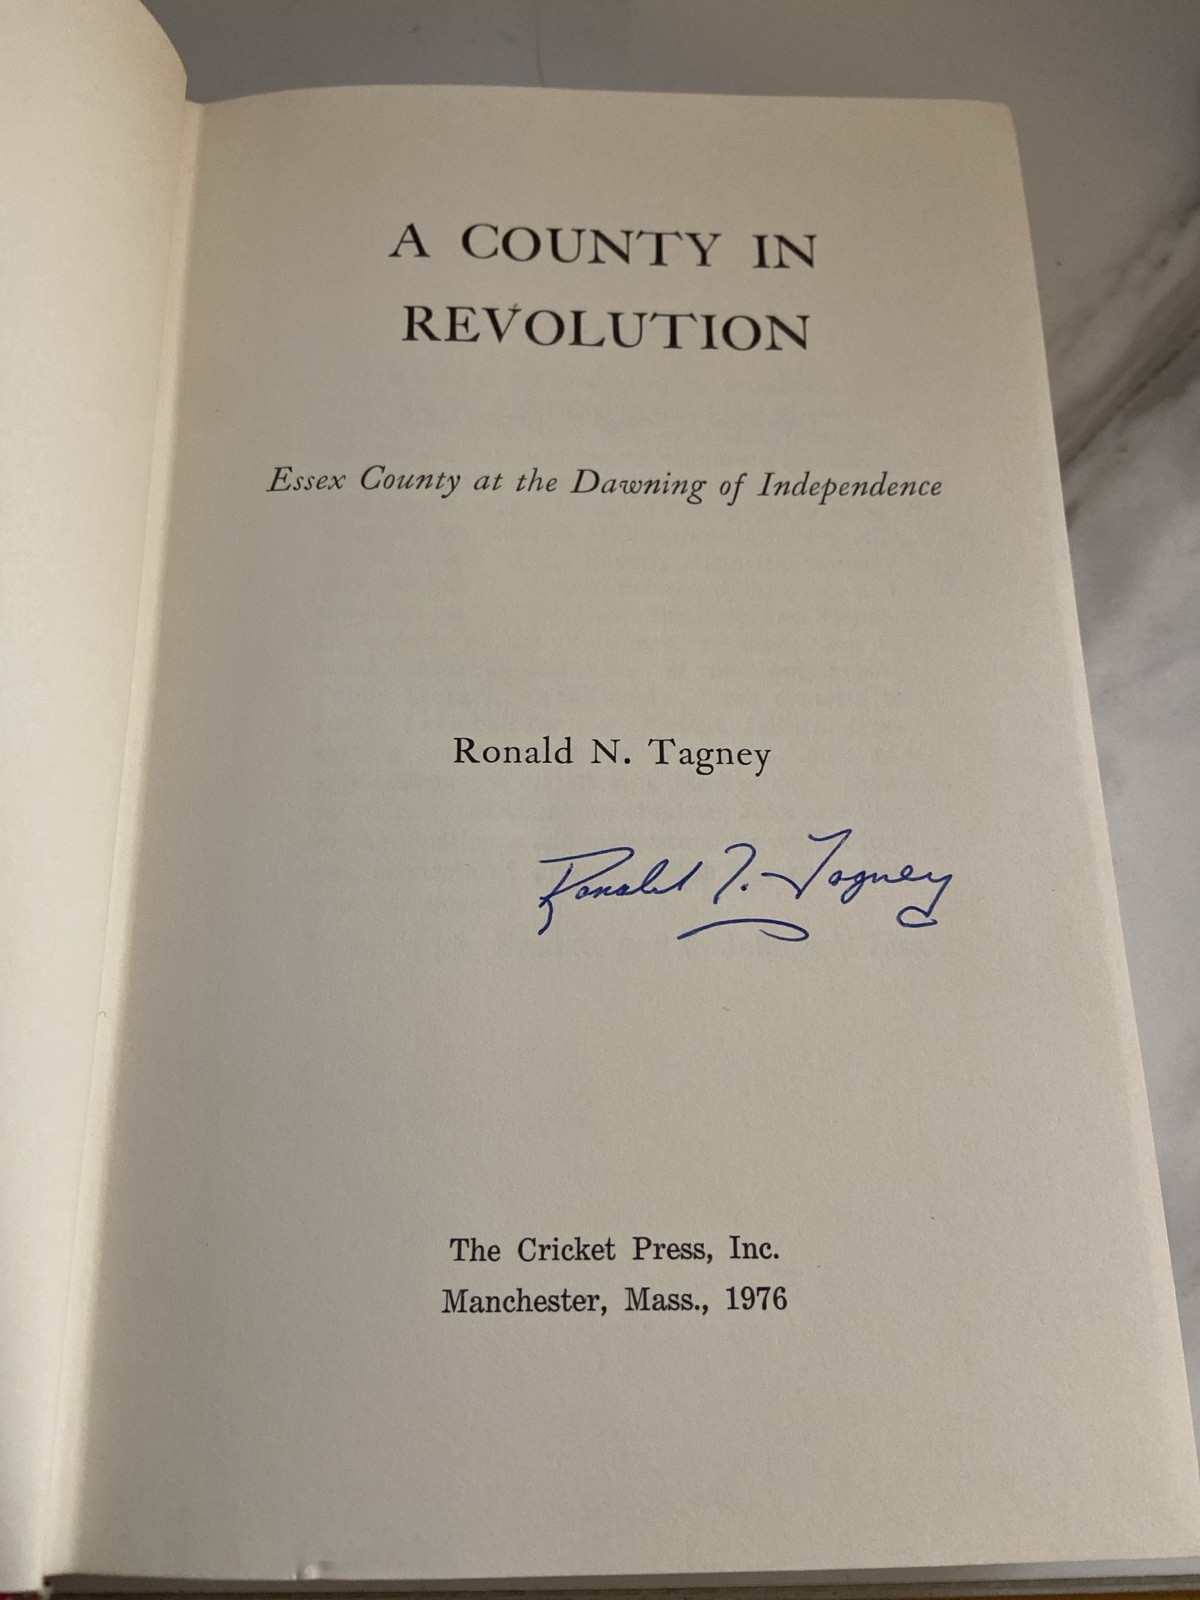 A COUNTY IN
REVOLUTION
Essex County at the Dawning of Independence
Ronald N. Tagney
Ronald N. Tagney
The Cricket Press, Inc.
Manchester, Mass., 1976